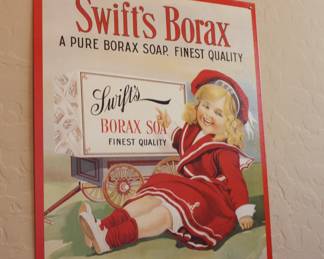 Swift's Borax
A PURE BORAX SOAP. FINEST QUALITY
Swift's
BORAX SOA
FINEST QUALITY